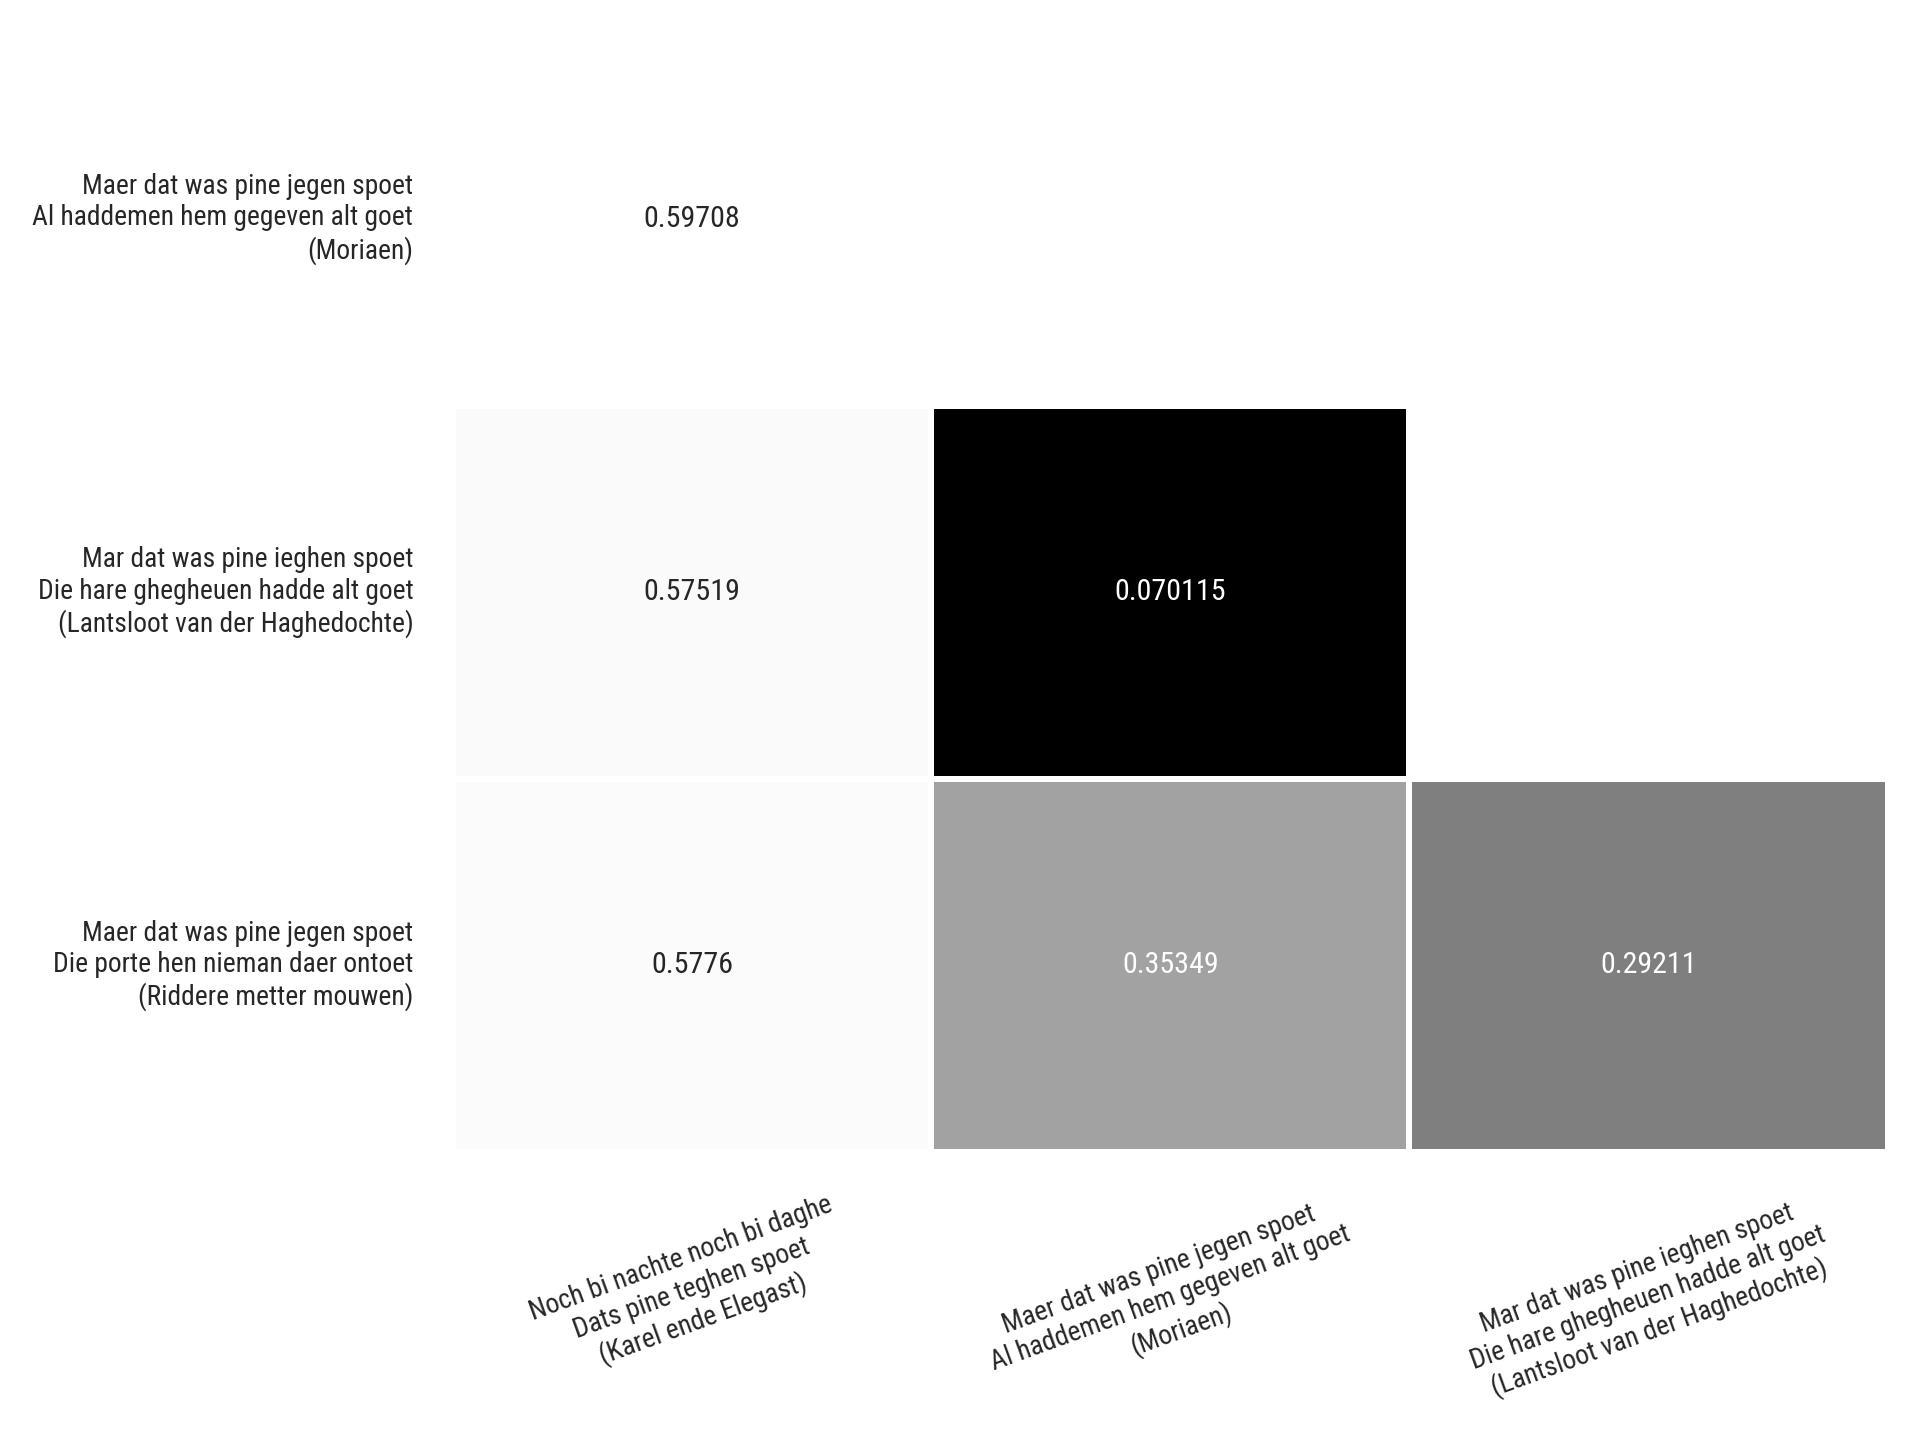 Maer dat was pine jegen spoet
Al haddemen hem gegeven alt goet
(Moriaen)
0.59708
Mar dat was pine ieghen spoet
Die hare ghegheuen hadde alt goet
(Lantsloot van der Haghedochte)
0.57519
0.070115
Maer dat was pine jegen spoet
Die porte hen nieman daer ontoet
(Riddere metter mouwen)
0.5776
0.35349
0.29211
Noch bi nachte noch bi daghe
Dats pine teghen spoet
(Karel ende Elegast)
Maer dat was pine jegen spoet
Al haddemen hem gegeven alt goet
(Moriaen)
Mar dat was pine ieghen spoet
Die hare ghegheuen hadde alt goet
(Lantsloot van der Haghedochte)